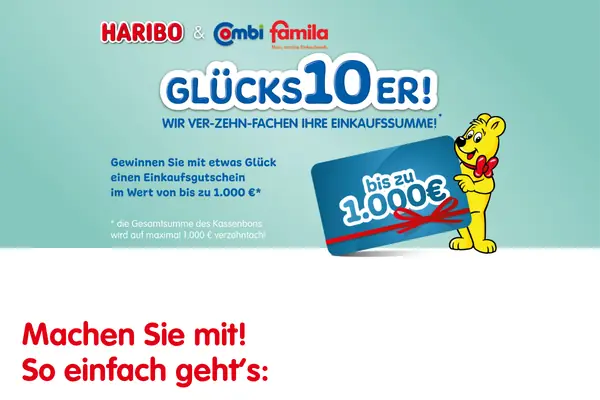 HARIBO & Combi famila
GLÜCKS10ER!
WIR VER-ZEHN-FACHEN IHRE EINKAUFSSUMME!*
Gewinnen Sie mit etwas Glück
einen Einkaufsgutschein
im Wert von bis zu 1.000 €*
bis zu
1.000€
* die Gesamtsumme des Kassenbons
wird auf maximal 1.000 € verzehnfacht!
Machen Sie mit!
So einfach geht's: